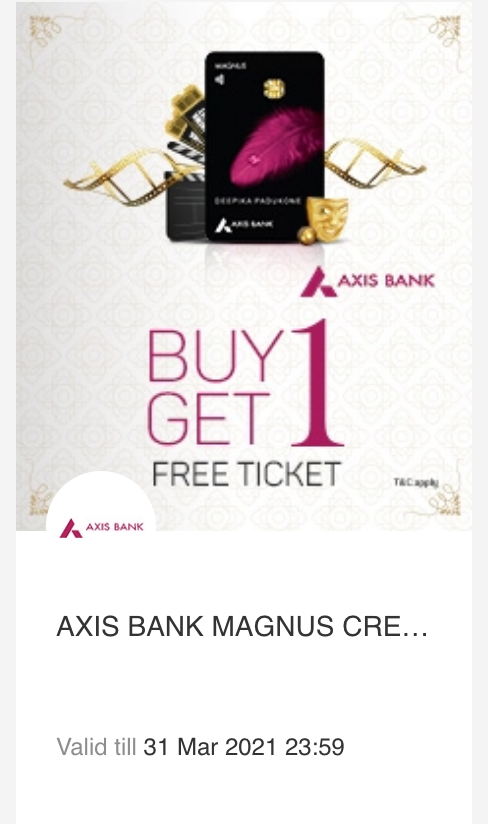 MAGNUS
DEEPIKA PADUKONE
AXIS BANK
AXIS BANK
BUY 1
GET
FREE TICKET
T&C apply
AXIS BANK
AXIS BANK MAGNUS CRE...
Valid till 31 Mar 2021 23:59